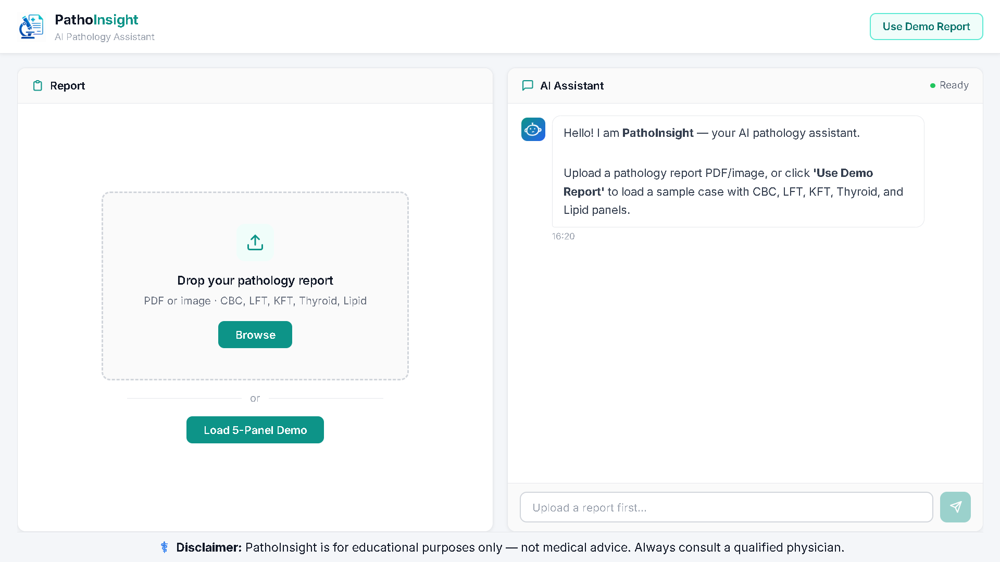 PathoInsight
AI Pathology Assistant
Use Demo Report
Report
Drop your pathology report
PDF or image · CBC, LFT, KFT, Thyroid, Lipid
Browse
or
Load 5-Panel Demo
AI Assistant
Ready
Hello! I am PathoInsight — your AI pathology assistant.
Upload a pathology report PDF/image, or click 'Use Demo
Report' to load a sample case with CBC, LFT, KFT, Thyroid, and
Lipid panels.
16:20
Upload a report first...
Disclaimer: PathoInsight is for educational purposes only — not medical advice. Always consult a qualified physician.